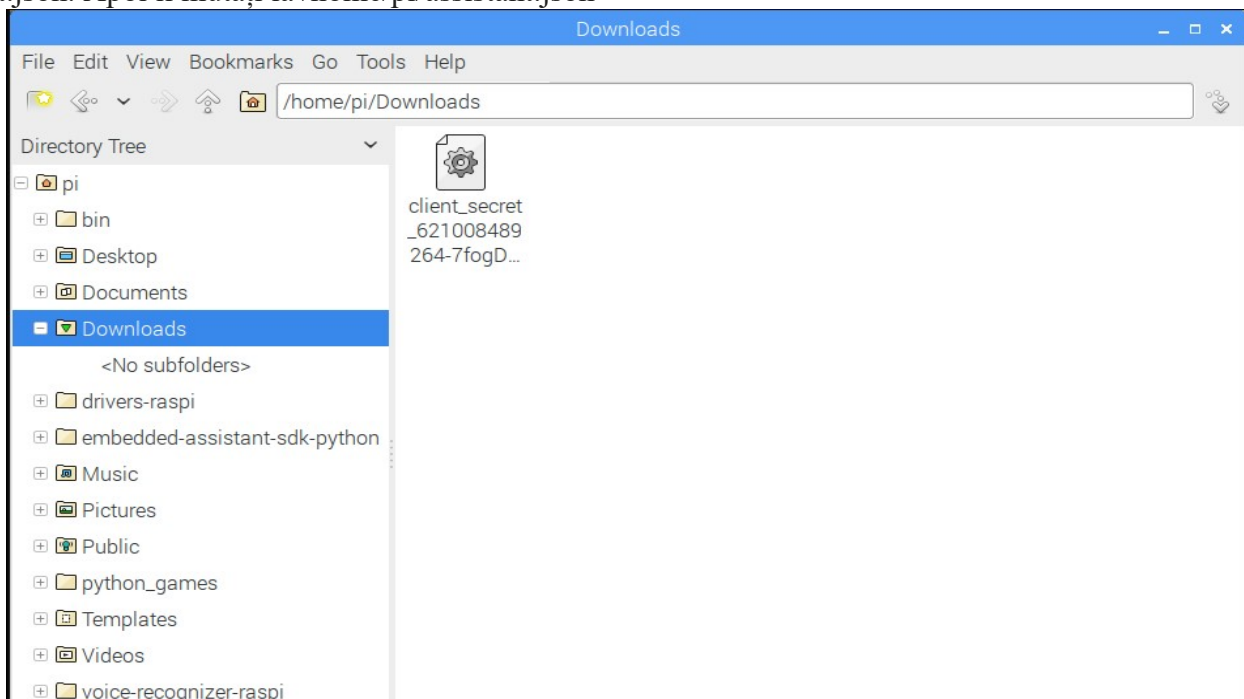 Downloads
File Edit View Bookmarks Go Tools Help
/home/pi/Downloads
Directory Tree
pi
bin
Desktop
Documents
Downloads
<No subfolders>
drivers-raspi
embedded-assistant-sdk-python
Music
Pictures
Public
python_games
Templates
Videos
voice-recognizer-raspi
client_secret
_621008489
264-7fogD...